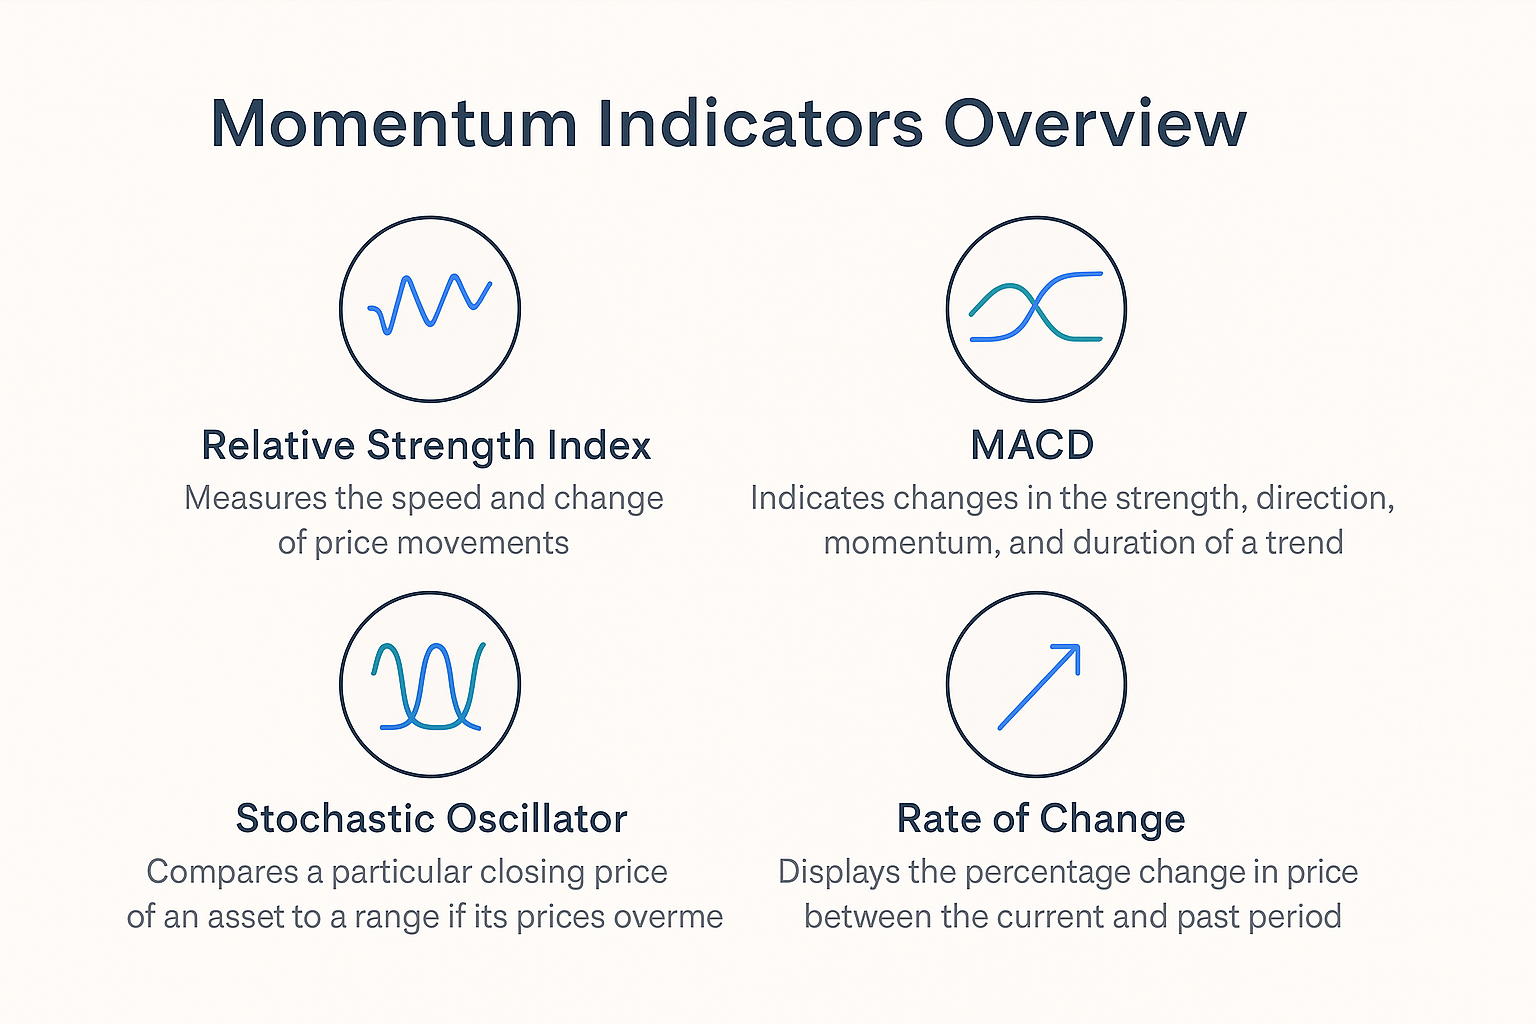 Momentum Indicators Overview
Relative Strength Index
Measures the speed and change
of price movements
MACD
Indicates changes in the strength, direction,
momentum, and duration of a trend
Stochastic Oscillator
Compares a particular closing price
of an asset to a range if its prices overme
Rate of Change
Displays the percentage change in price
between the current and past period